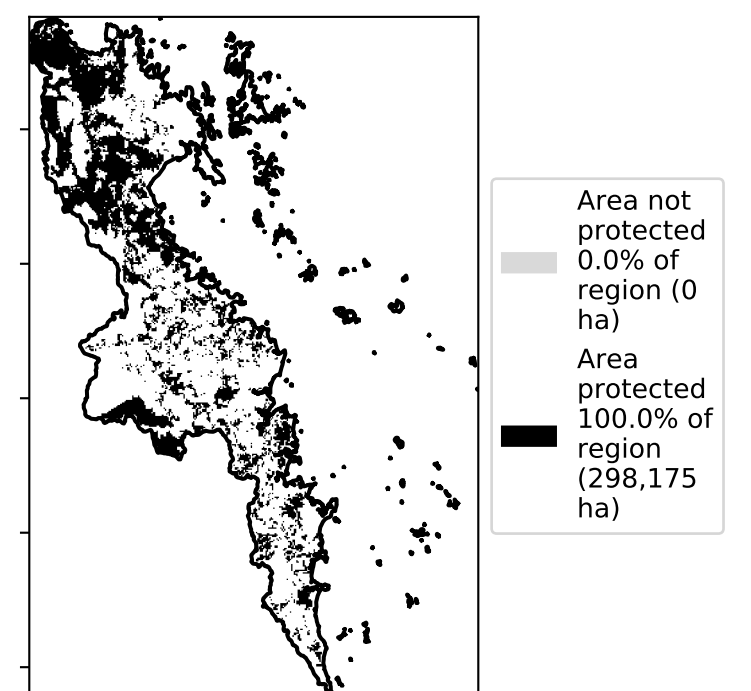 Area not
protected
0.0% of
region (0
ha)
Area
protected
100.0% of
region
(298,175
ha)